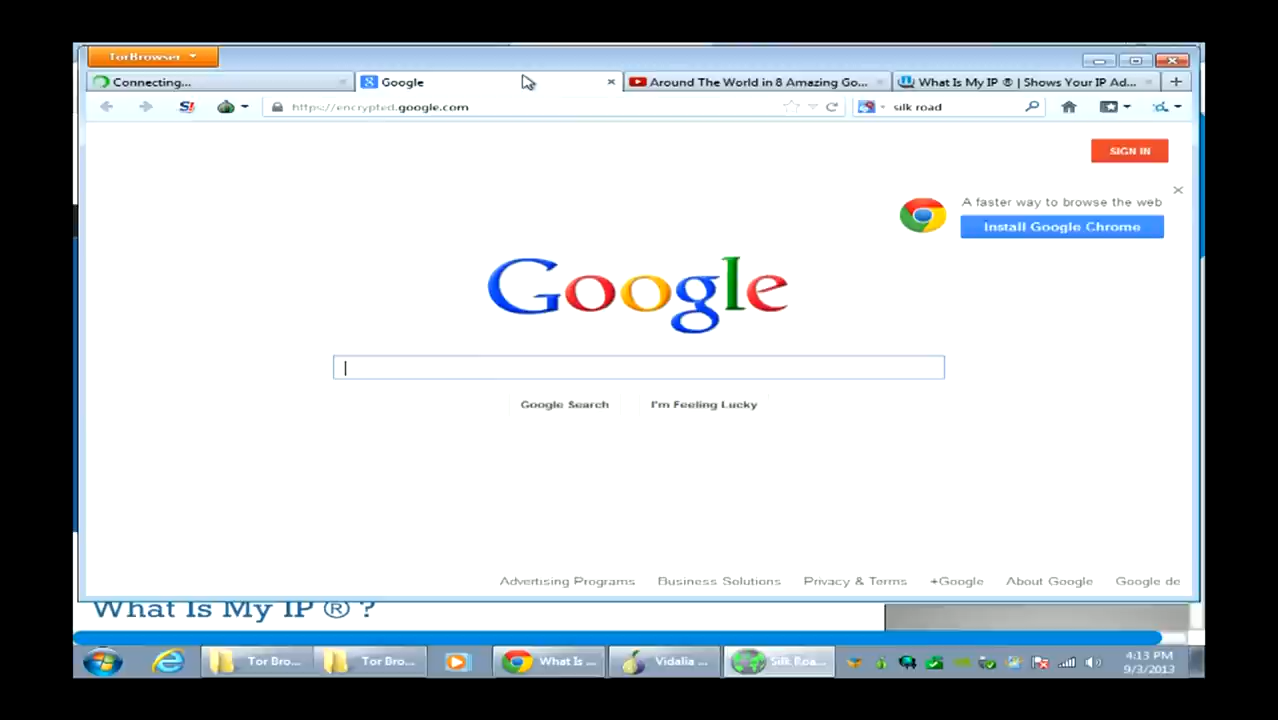 TorBrowser
Connecting...
Google
Around The World in 8 Amazing Go...
What Is My IP ® | Shows Your IP Ad...
S!
https://encrypted.google.com
silk road
SIGN IN
A faster way to browse the web
Install Google Chrome
Google
Google Search
I'm Feeling Lucky
Advertising Programs
Business Solutions
Privacy & Terms
+Google
About Google
Google de
What Is My IP ® ?
Tor Bro...
Tor Bro...
What Is ...
Vidalia ...
Silk Roa...
4:13 PM
9/3/2013